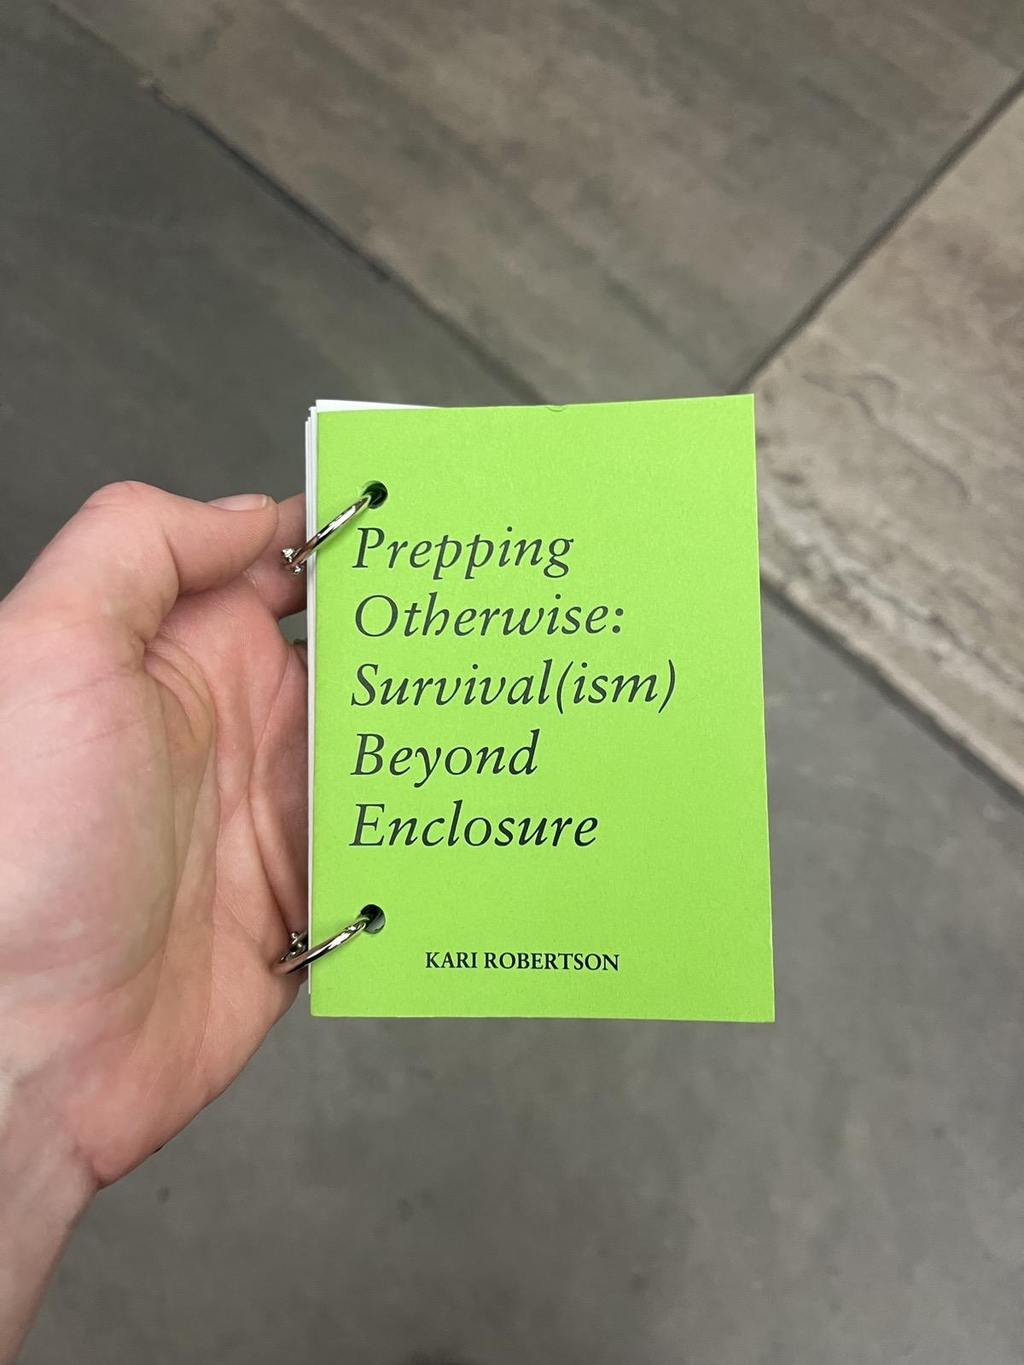 Prepping
Otherwise:
Survival(ism)
Beyond
Enclosure
KARI ROBERTSON